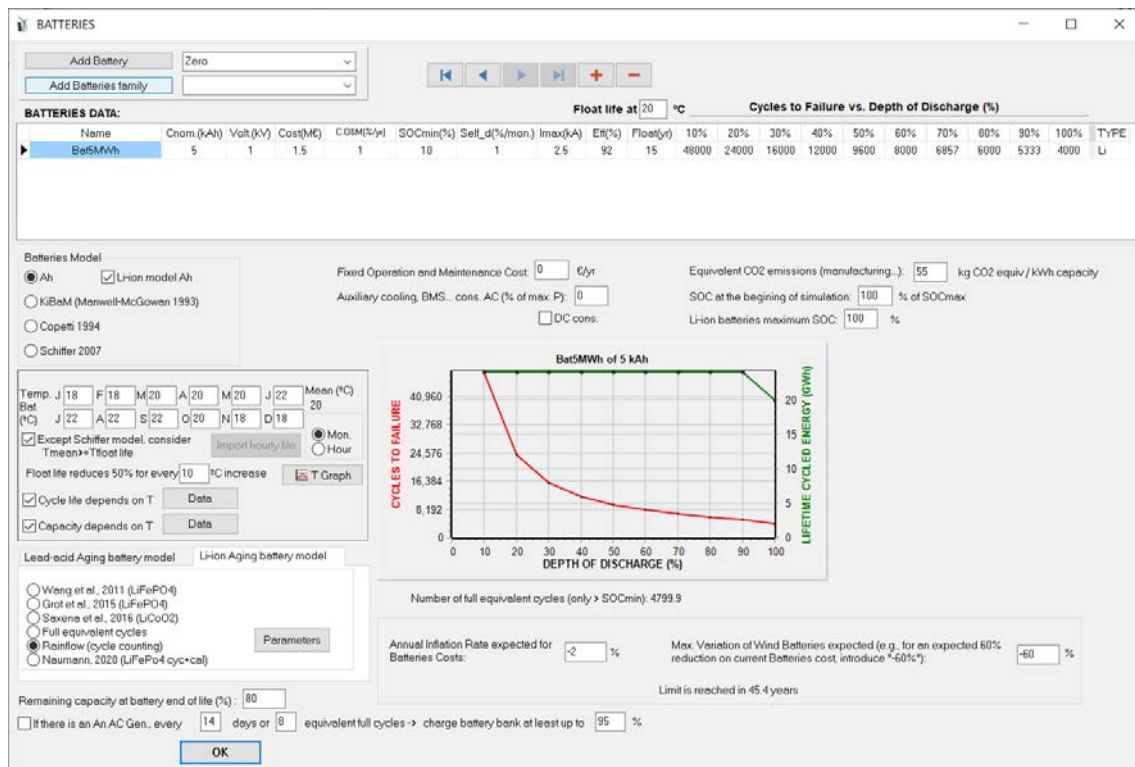 BATTERIES
Add Battery Zero
Add Batteries family
BATTERIES DATA: Float life at 20 ºC Cycles to Failure vs. Depth of Discharge (%)
Name Cnom.(kAh) Volt.(kV) Cost(M€) C.O&M(%/yr) SOCmin(%) Self_d(%/mon.) Imax(kA) Eff(%) Float(yr) 10% 20% 30% 40% 50% 60% 70% 80% 90% 100% TYPE
Bat5MWh 5 1 1.5 1 10 1 2.5 92 15 48000 24000 16000 12000 9600 8000 6857 6000 5333 4000 Li
Batteries Model
Ah Li-ion model Ah
KiBaM (Manwell-McGowan 1993)
Copetti 1994
Schiffer 2007
Fixed Operation and Maintenance Cost: 0 €/yr
Auxiliary cooling, BMS... cons. AC (% of max. P): 0
DC cons.
Equivalent CO2 emissions (manufacturing...): 55 kg CO2 equiv / kWh capacity
SOC at the begining of simulation: 100 % of SOCmax
Li-ion batteries maximum SOC: 100 %
Temp. J 18 F 18 M 20 A 20 M 20 J 22 Mean (ºC)
Bat. 20
(ºC) J 22 A 22 S 22 O 20 N 18 D 18
Except Schiffer model, consider
Tmean>=Tfloat life
Import hourly file
Mon.
Hour
Float life reduces 50% for every 10 ºC increase T Graph
Cycle life depends on T Data
Capacity depends on T Data
Bat5MWh of 5 kAh
CYCLES TO FAILURE
40,960
32,768
24,576
16,384
8,192
0
LIFETIME CYCLED ENERGY (GWh)
20
15
10
5
0
0 10 20 30 40 50 60 70 80 90 100
DEPTH OF DISCHARGE (%)
Number of full equivalent cycles (only > SOCmin): 4799.9
Lead-acid Aging battery model Li-ion Aging battery model
Wang et al., 2011 (LiFePO4)
Grot et al., 2015 (LiFePO4)
Saxena et al., 2016 (LiCoO2)
Full equivalent cycles
Rainflow (cycle counting)
Naumann, 2020 (LiFePo4 cyc+cal)
Parameters
Annual Inflation Rate expected for
Batteries Costs: -2 %
Max. Variation of Wind Batteries expected (e.g., for an expected 60%
reduction on current Batteries cost, introduce "-60%"): -60 %
Limit is reached in 45.4 years
Remaining capacity at battery end of life (%) : 80
If there is an An AC Gen., every 14 days or 8 equivalent full cycles -> charge battery bank at least up to 95 %
OK